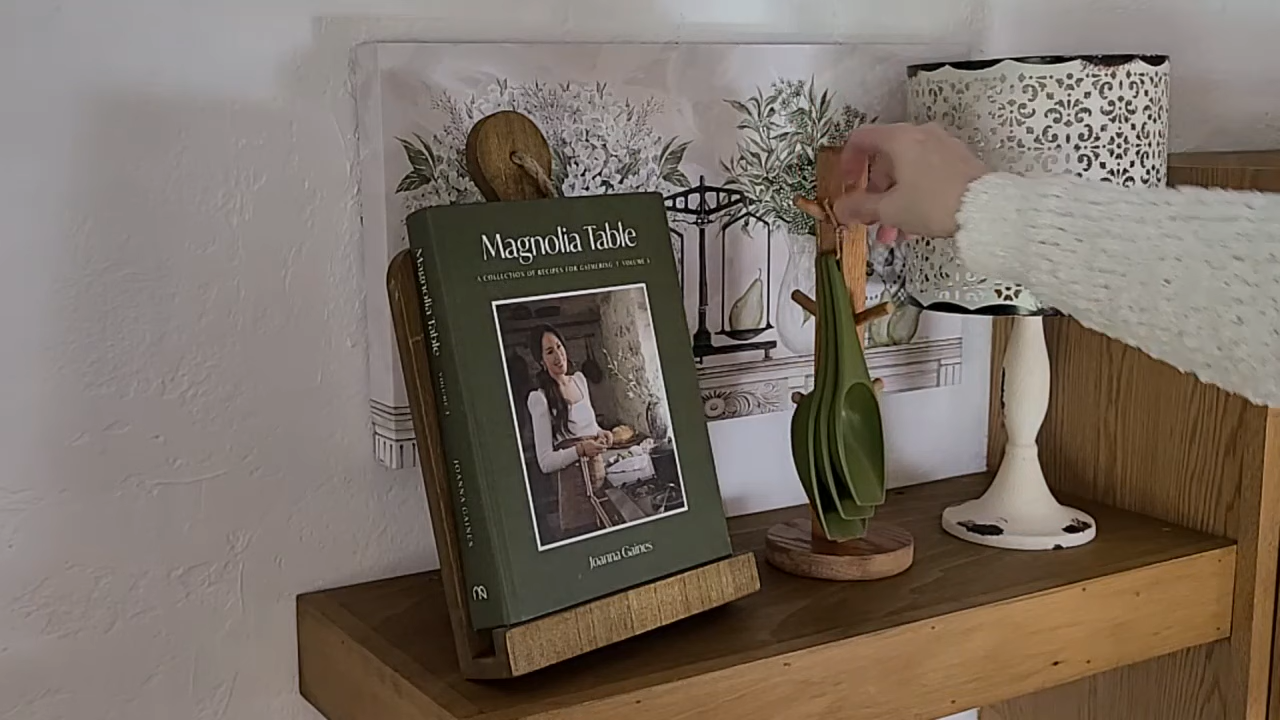 Magnolia Table
A COLLECTION OF RECIPES FOR GATHERING | VOLUME 3
Joanna Gaines
Magnolia Table VOLUME 3 JOANNA GAINES